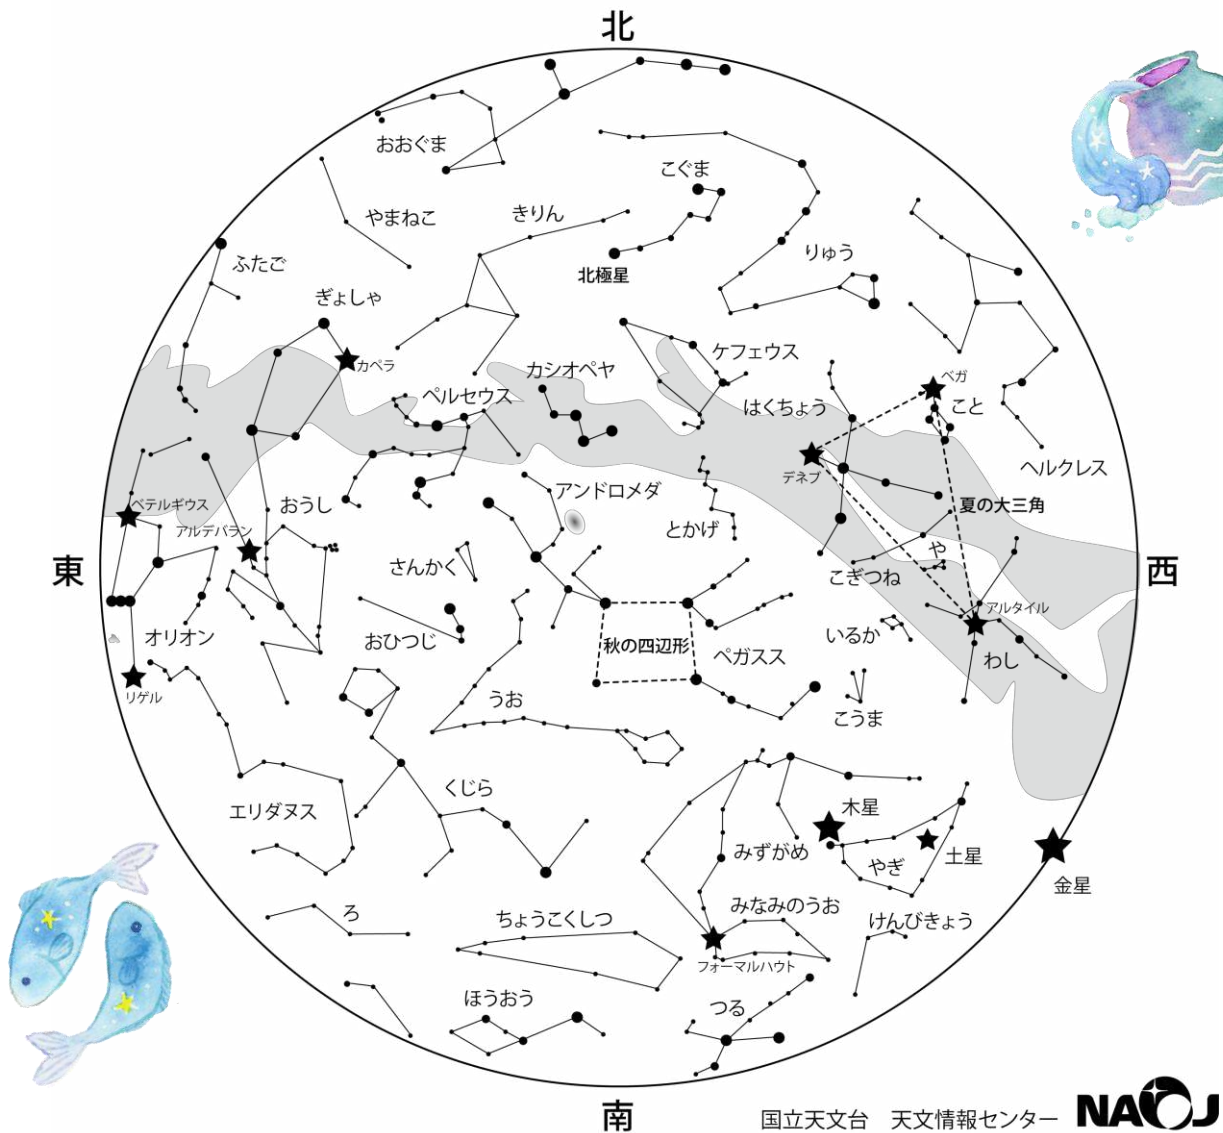 北
おおぐま
こぐま
やまねこ
きりん
りゅう
ふたご
北極星
ぎょしゃ
カペラ
カシオペヤ
ケフェウス
ペルセウス
はくちょう
ベガ
こと
ヘルクレス
デネブ
アンドロメダ
ベテルギウス
おうし
夏の大三角
アルデバラン
とかげ
や
東
さんかく
こぎつね
西
アルタイル
オリオン
おひつじ
秋の四辺形
ペガスス
いるか
わし
リゲル
うお
こうま
くじら
エリダヌス
木星
みずがめ
やぎ
土星
金星
ろ
ちょうこくしつ
みなみのうお
けんびきょう
フォーマルハウト
ほうおう
つる
南
国立天文台 天文情報センター NAOJ